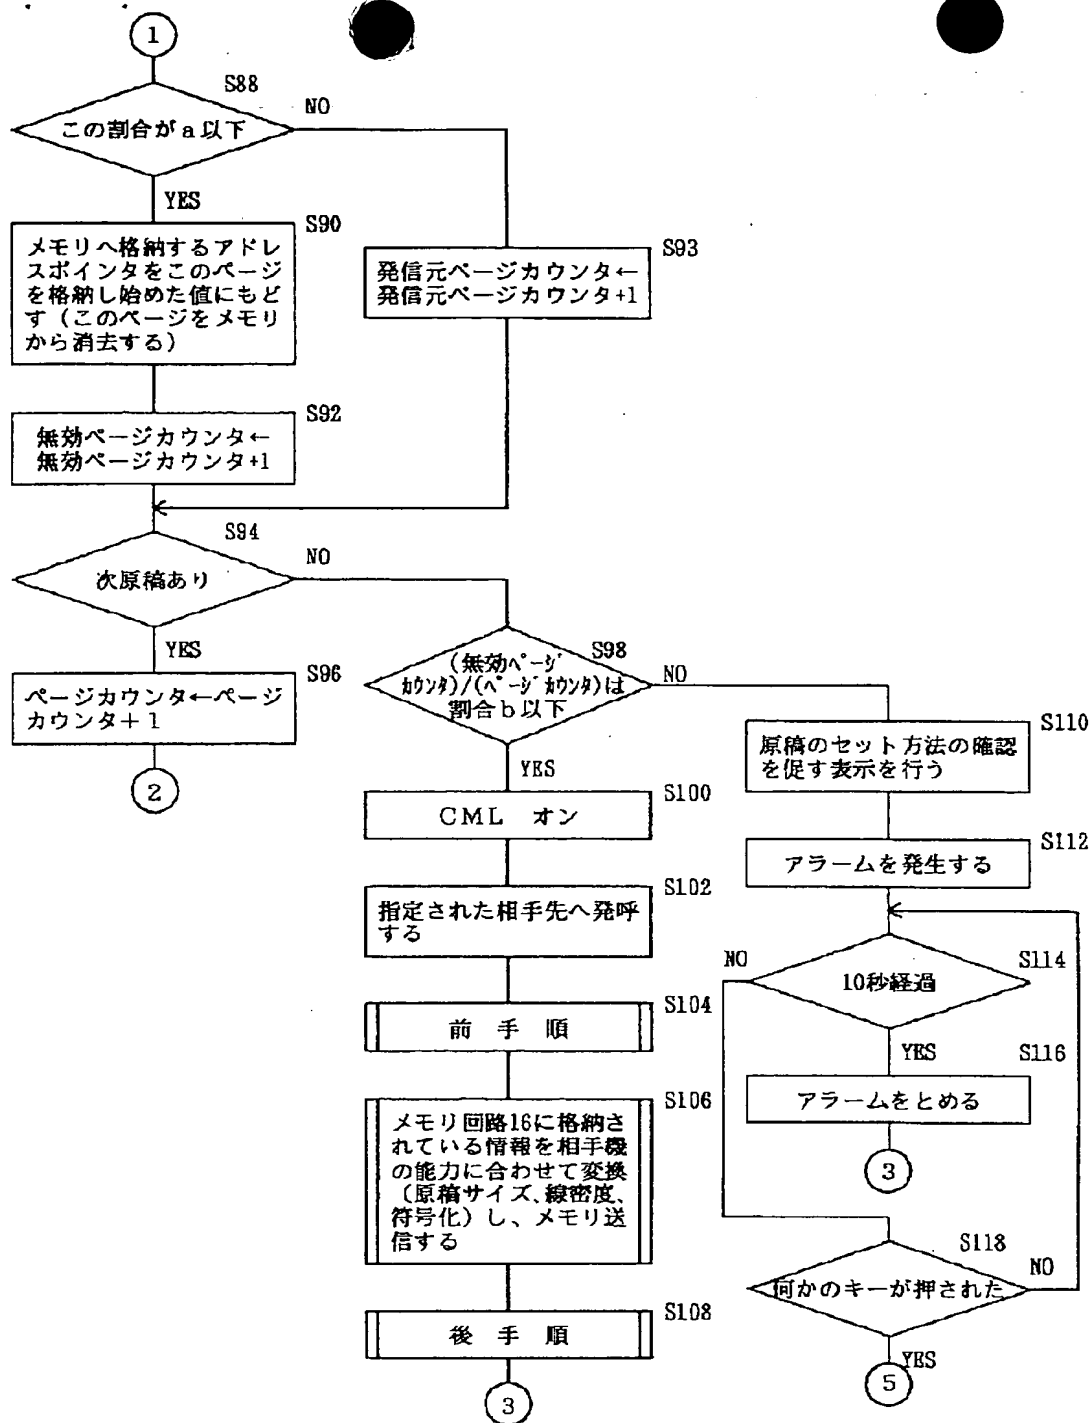 1
S88
この割合がa以下
NO
YES
S90
メモリへ格納するアドレ
スポインタをこのページ
を格納し始めた値にもど
す（このページをメモリ
から消去する）
S93
発信元ページカウンタ←
発信元ページカウンタ+1
S92
無効ページカウンタ←
無効ページカウンタ+1
S94
次原稿あり
NO
YES
S96
ページカウンタ←ページ
カウンタ＋１
2
S98
(無効ページ
カウンタ)/(ページカウンタ)は
割合ｂ以下
NO
YES
S100
CML オン
S102
指定された相手先へ発呼
する
S104
前 手 順
S106
メモリ回路16に格納さ
れている情報を相手機
の能力に合わせて変換
（原稿サイズ、線密度、
符号化）し、メモリ送
信する
S108
後 手 順
3
S110
原稿のセット方法の確認
を促す表示を行う
S112
アラームを発生する
S114
NO
10秒経過
YES
S116
アラームをとめる
3
S118
何かのキーが押された
NO
YES
5